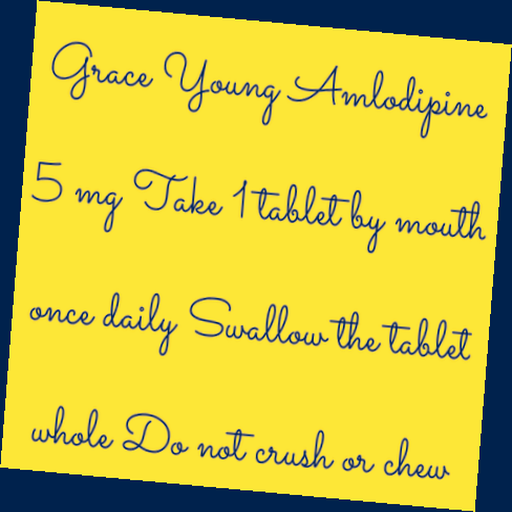 Grace Young Amlodipine
5 mg Take 1 tablet by mouth
once daily Swallow the tablet
whole Do not crush or chew